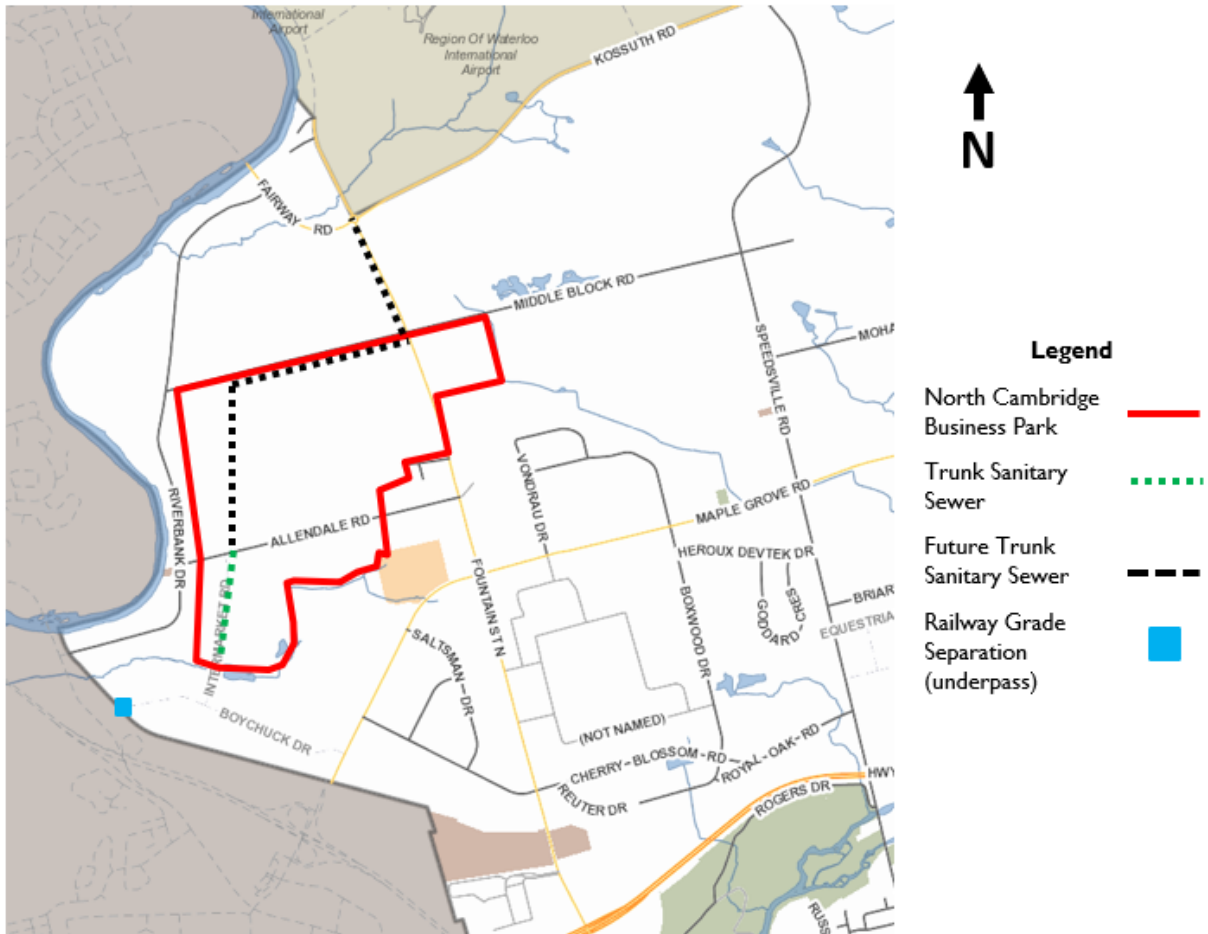 International
Airport
Region Of Waterloo
International
Airport
KOSSUTH RD
N
FAIRWAY RD
MIDDLE BLOCK RD
SPEEDSVILLE RD
MOHA
Legend
North Cambridge
Business Park
Trunk Sanitary
Sewer
Future Trunk
Sanitary Sewer
Railway Grade
Separation
(underpass)
RIVERBANK DR
ALLENDALE RD
VONDRAU DR
MAPLE GROVE RD
HEROUX DEVTEK DR
FOUNTAIN ST N
BOXWOOD DR
GODDARD-CRES
BRIAR
EQUESTRIA
INTERMARKET RD
SALTSMAN-DR
BOYCHUCK DR
(NOT NAMED)
CHERRY-BLOSSOM-RD
ROYAL-OAK-RD
REUTER DR
ROGERS DR
HWY
RUSS